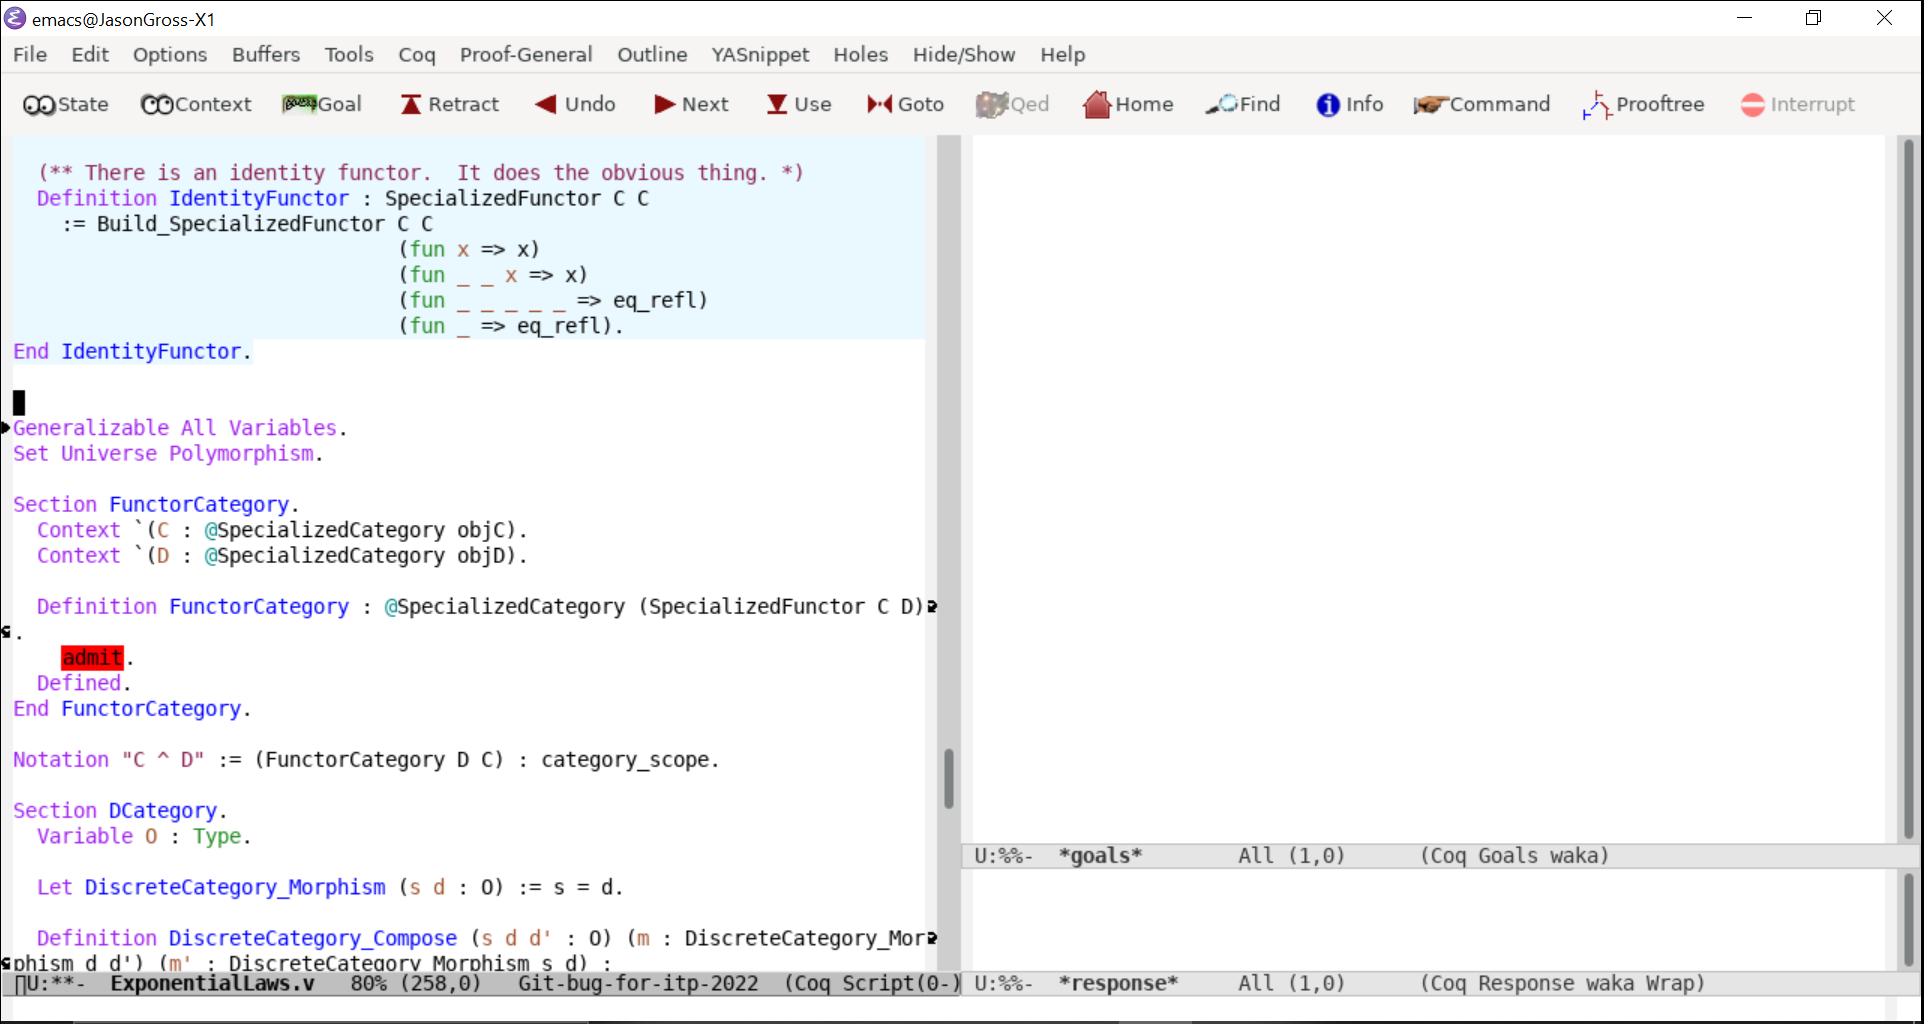 emacs@JasonGross-X1
File Edit Options Buffers Tools Coq Proof-General Outline YASnippet Holes Hide/Show Help
State Context Goal Retract Undo Next Use Goto Qed Home Find Info Command Prooftree Interrupt
(** There is an identity functor.  It does the obvious thing. *)
Definition IdentityFunctor : SpecializedFunctor C C
:= Build_SpecializedFunctor C C
(fun x => x)
(fun _ _ x => x)
(fun _ _ _ _ _ => eq_refl)
(fun _ => eq_refl).
End IdentityFunctor.
Generalizable All Variables.
Set Universe Polymorphism.
Section FunctorCategory.
Context `(C : @SpecializedCategory objC).
Context `(D : @SpecializedCategory objD).
Definition FunctorCategory : @SpecializedCategory (SpecializedFunctor C D)
.
admit.
Defined.
End FunctorCategory.
Notation "C ^ D" := (FunctorCategory D C) : category_scope.
Section DCategory.
Variable O : Type.
Let DiscreteCategory_Morphism (s d : O) := s = d.
Definition DiscreteCategory_Compose (s d d' : O) (m : DiscreteCategory_Mor
phism d d') (m' : DiscreteCategory_Morphism s d) :
U:**-  ExponentialLaws.v   80% (258,0)   Git-bug-for-itp-2022  (Coq Script(0-)
U:%%-  *goals*        All (1,0)      (Coq Goals waka)
U:%%-  *response*     All (1,0)      (Coq Response waka Wrap)